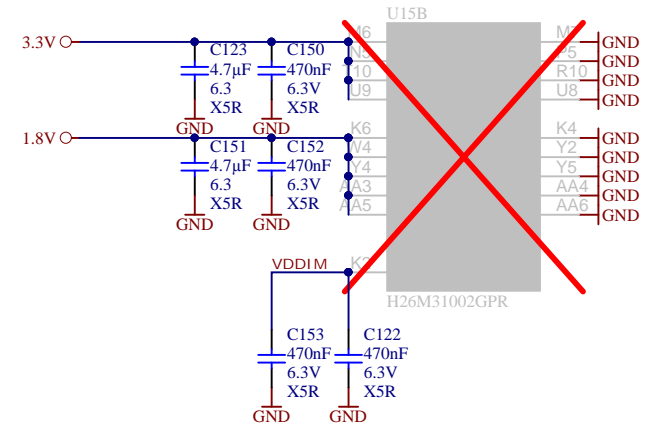 U15B
3.3V
C123
4.7µF
6.3
X5R
GND
C150
470nF
6.3V
X5R
GND
M6
N5
T10
U9
M7
P5
R10
U8
GND
GND
GND
GND
1.8V
C151
4.7µF
6.3
X5R
GND
C152
470nF
6.3V
X5R
GND
K6
W4
Y4
AA3
AA5
K4
Y2
Y5
AA4
AA6
GND
GND
GND
GND
GND
VDDIM
H26M31002GPR
C153
470nF
6.3V
X5R
GND
C122
470nF
6.3V
X5R
GND